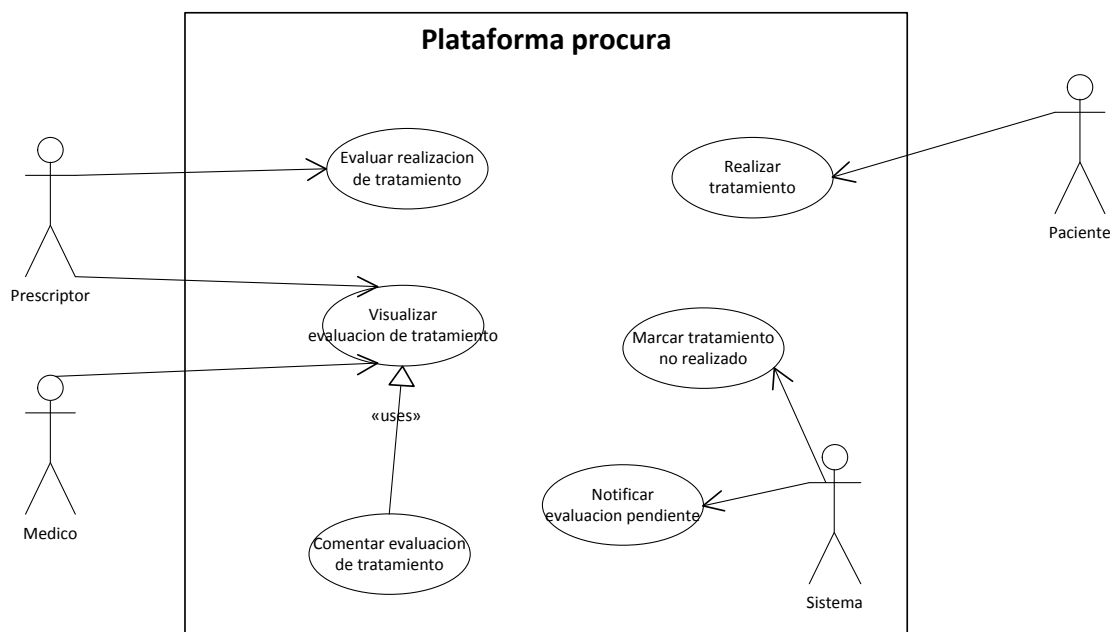 Plataforma procura
Evaluar realizacion
de tratamiento
Realizar
tratamiento
Paciente
Prescriptor
Visualizar
evaluacion de tratamiento
Marcar tratamiento
no realizado
«uses»
Notificar
evaluacion pendiente
Medico
Comentar evaluacion
de tratamiento
Sistema